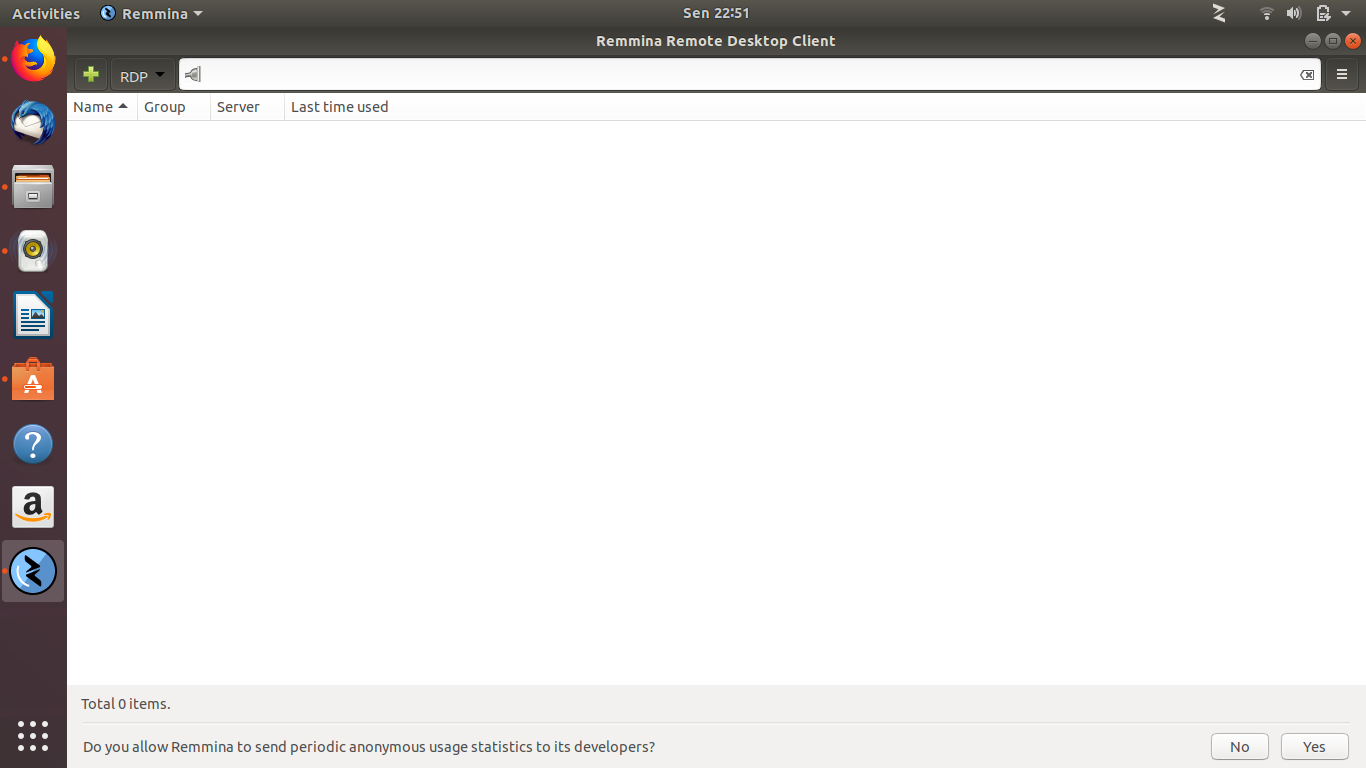 Activities Remmina Sen 22:51
Remmina Remote Desktop Client
RDP
Name Group Server Last time used
Total 0 items.
Do you allow Remmina to send periodic anonymous usage statistics to its developers? No Yes